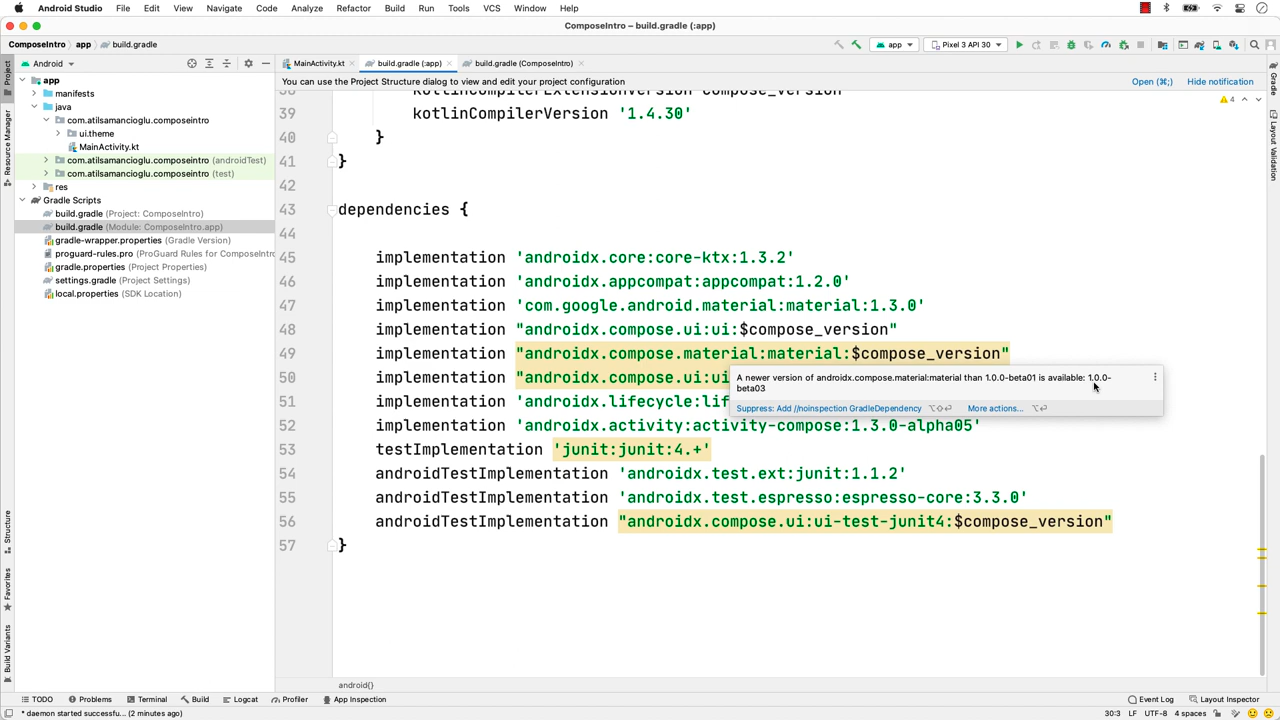 Android Studio File Edit View Navigate Code Analyze Refactor Build Run Tools VCS Window Help
ComposeIntro – build.gradle (:app)
ComposeIntro app build.gradle app Pixel 3 API 30
Android MainActivity.kt build.gradle (:app) build.gradle (ComposeIntro)
You can use the Project Structure dialog to view and edit your project configuration Open (⌘;) Hide notification
Project
Resource Manager
Structure
Favorites
Build Variants
app
manifests
java
com.atilsamancioglu.composeintro
ui.theme
MainActivity.kt
com.atilsamancioglu.composeintro (androidTest)
com.atilsamancioglu.composeintro (test)
res
Gradle Scripts
build.gradle (Project: ComposeIntro)
build.gradle (Module: ComposeIntro.app)
gradle-wrapper.properties (Gradle Version)
proguard-rules.pro (ProGuard Rules for ComposeIntro
gradle.properties (Project Properties)
settings.gradle (Project Settings)
local.properties (SDK Location)
38 kotlinCompilerExtensionVersion compose_version
39 kotlinCompilerVersion '1.4.30'
40 }
41 }
42
43 dependencies {
44
45 implementation 'androidx.core:core-ktx:1.3.2'
46 implementation 'androidx.appcompat:appcompat:1.2.0'
47 implementation 'com.google.android.material:material:1.3.0'
48 implementation "androidx.compose.ui:ui:$compose_version"
49 implementation "androidx.compose.material:material:$compose_version"
50 implementation "androidx.compose.ui:ui
51 implementation 'androidx.lifecycle:lif
52 implementation 'androidx.activity:activity-compose:1.3.0-alpha05'
53 testImplementation 'junit:junit:4.+'
54 androidTestImplementation 'androidx.test.ext:junit:1.1.2'
55 androidTestImplementation 'androidx.test.espresso:espresso-core:3.3.0'
56 androidTestImplementation "androidx.compose.ui:ui-test-junit4:$compose_version"
57 }
A newer version of androidx.compose.material:material than 1.0.0-beta01 is available: 1.0.0-
beta03
Suppress: Add //noinspection GradleDependency ⌥⇧⏎ More actions... ⌥⏎
4
Gradle
Layout Validation
android{}
TODO Problems Terminal Build Logcat Profiler App Inspection Event Log Layout Inspector
* daemon started successfu... (2 minutes ago) 30:3 LF UTF-8 4 spaces